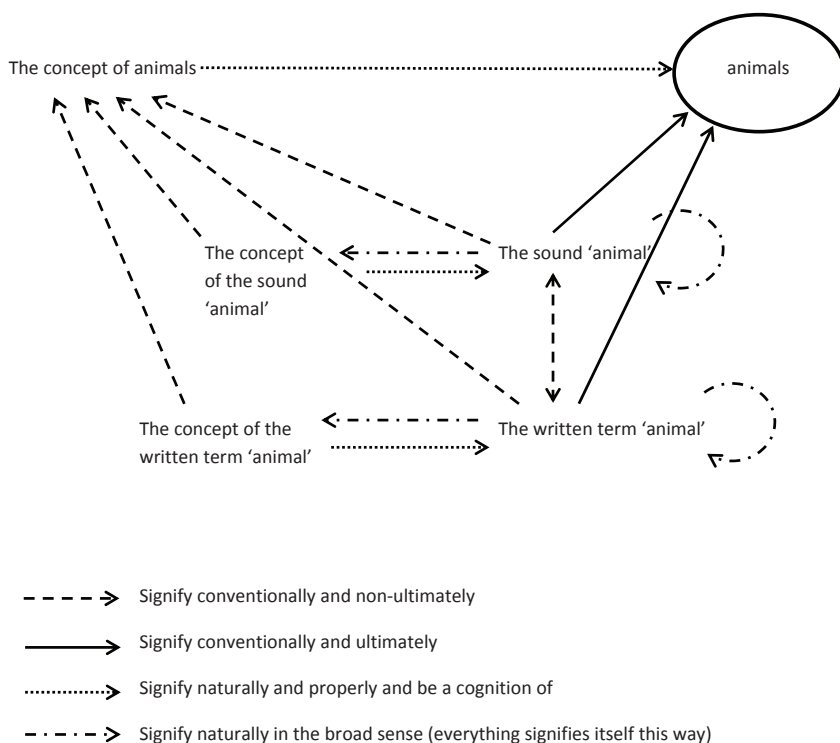 The concept of animals
animals
The concept
of the sound
‘animal’
The sound ‘animal’
The concept of the
written term ‘animal’
The written term ‘animal’
Signify conventionally and non-ultimately
Signify conventionally and ultimately
Signify naturally and properly and be a cognition of
Signify naturally in the broad sense (everything signifies itself this way)